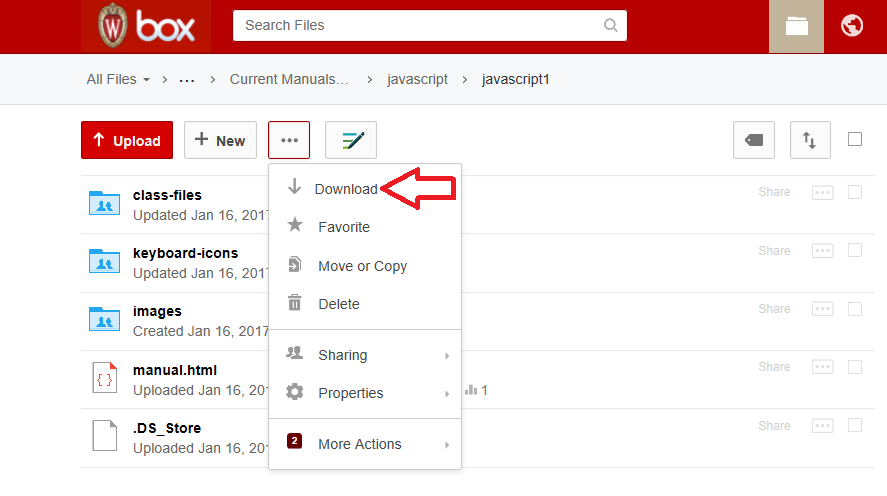 W box Search Files
All Files ... Current Manuals... javascript javascript1
Upload + New ...
Download
Favorite
Move or Copy
Delete
Sharing
Properties
2 More Actions
class-files Share ...
Updated Jan 16, 2017
keyboard-icons Share ...
Updated Jan 16, 2017
images Share ...
Created Jan 16, 2017
{ } manual.html Share ...
Uploaded Jan 16, 201 1
.DS_Store Share ...
Uploaded Jan 16, 201